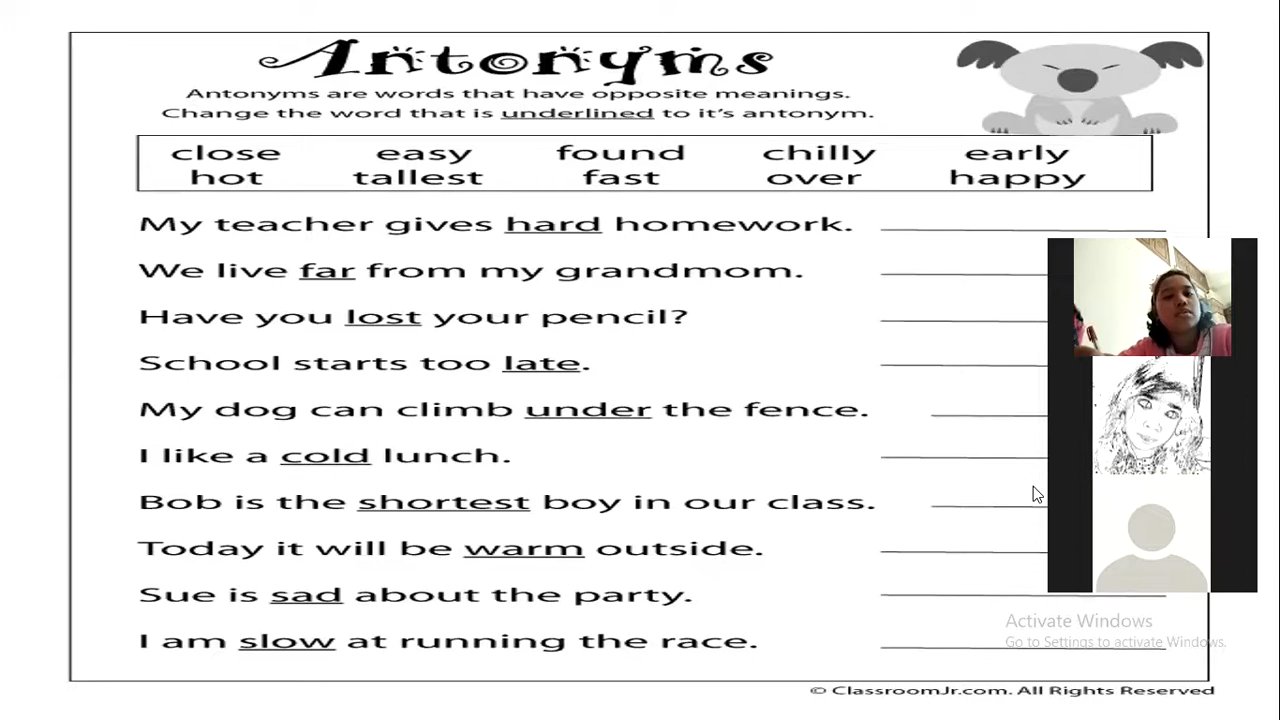 Antonyms
Antonyms are words that have opposite meanings.
Change the word that is underlined to it's antonym.
close easy found chilly early
hot tallest fast over happy
My teacher gives hard homework.
We live far from my grandmom.
Have you lost your pencil?
School starts too late.
My dog can climb under the fence.
I like a cold lunch.
Bob is the shortest boy in our class.
Today it will be warm outside.
Sue is sad about the party.
I am slow at running the race.
Activate Windows
Go to Settings to activate Windows.
© ClassroomJr.com. All Rights Reserved